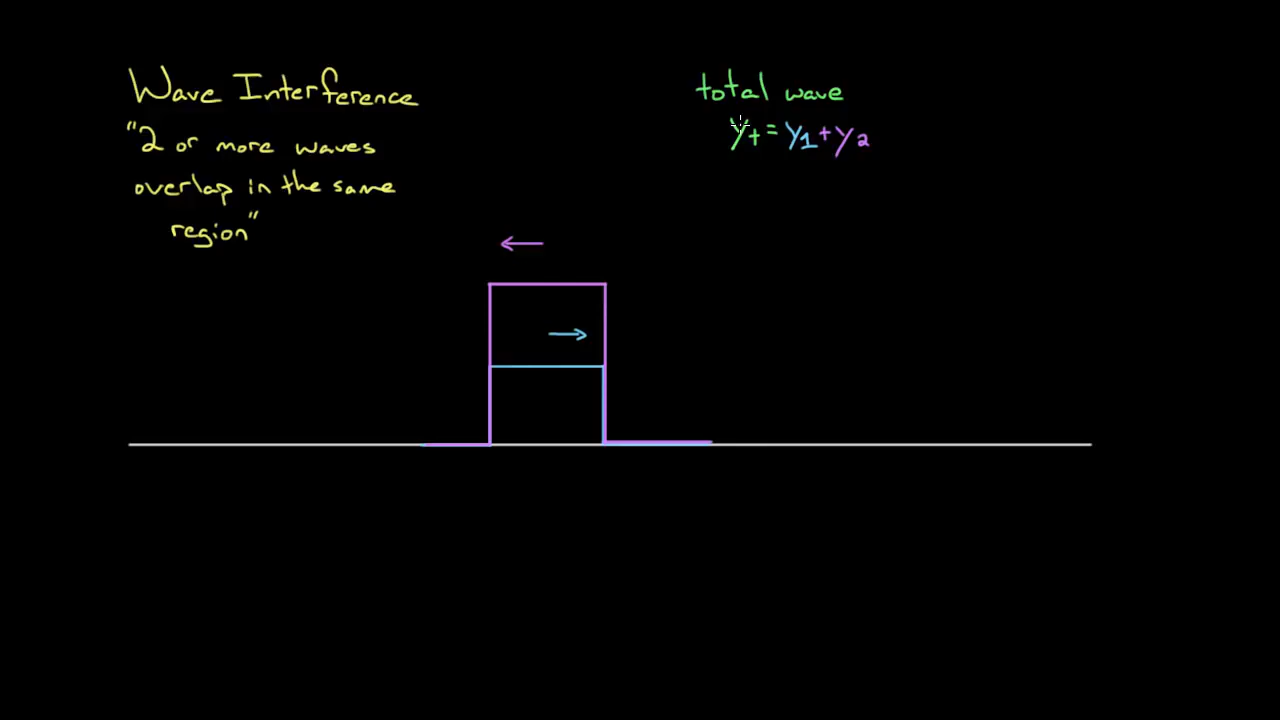 Wave Interference
"2 or more waves
overlap in the same
region"
total wave
yt = y1 + y2